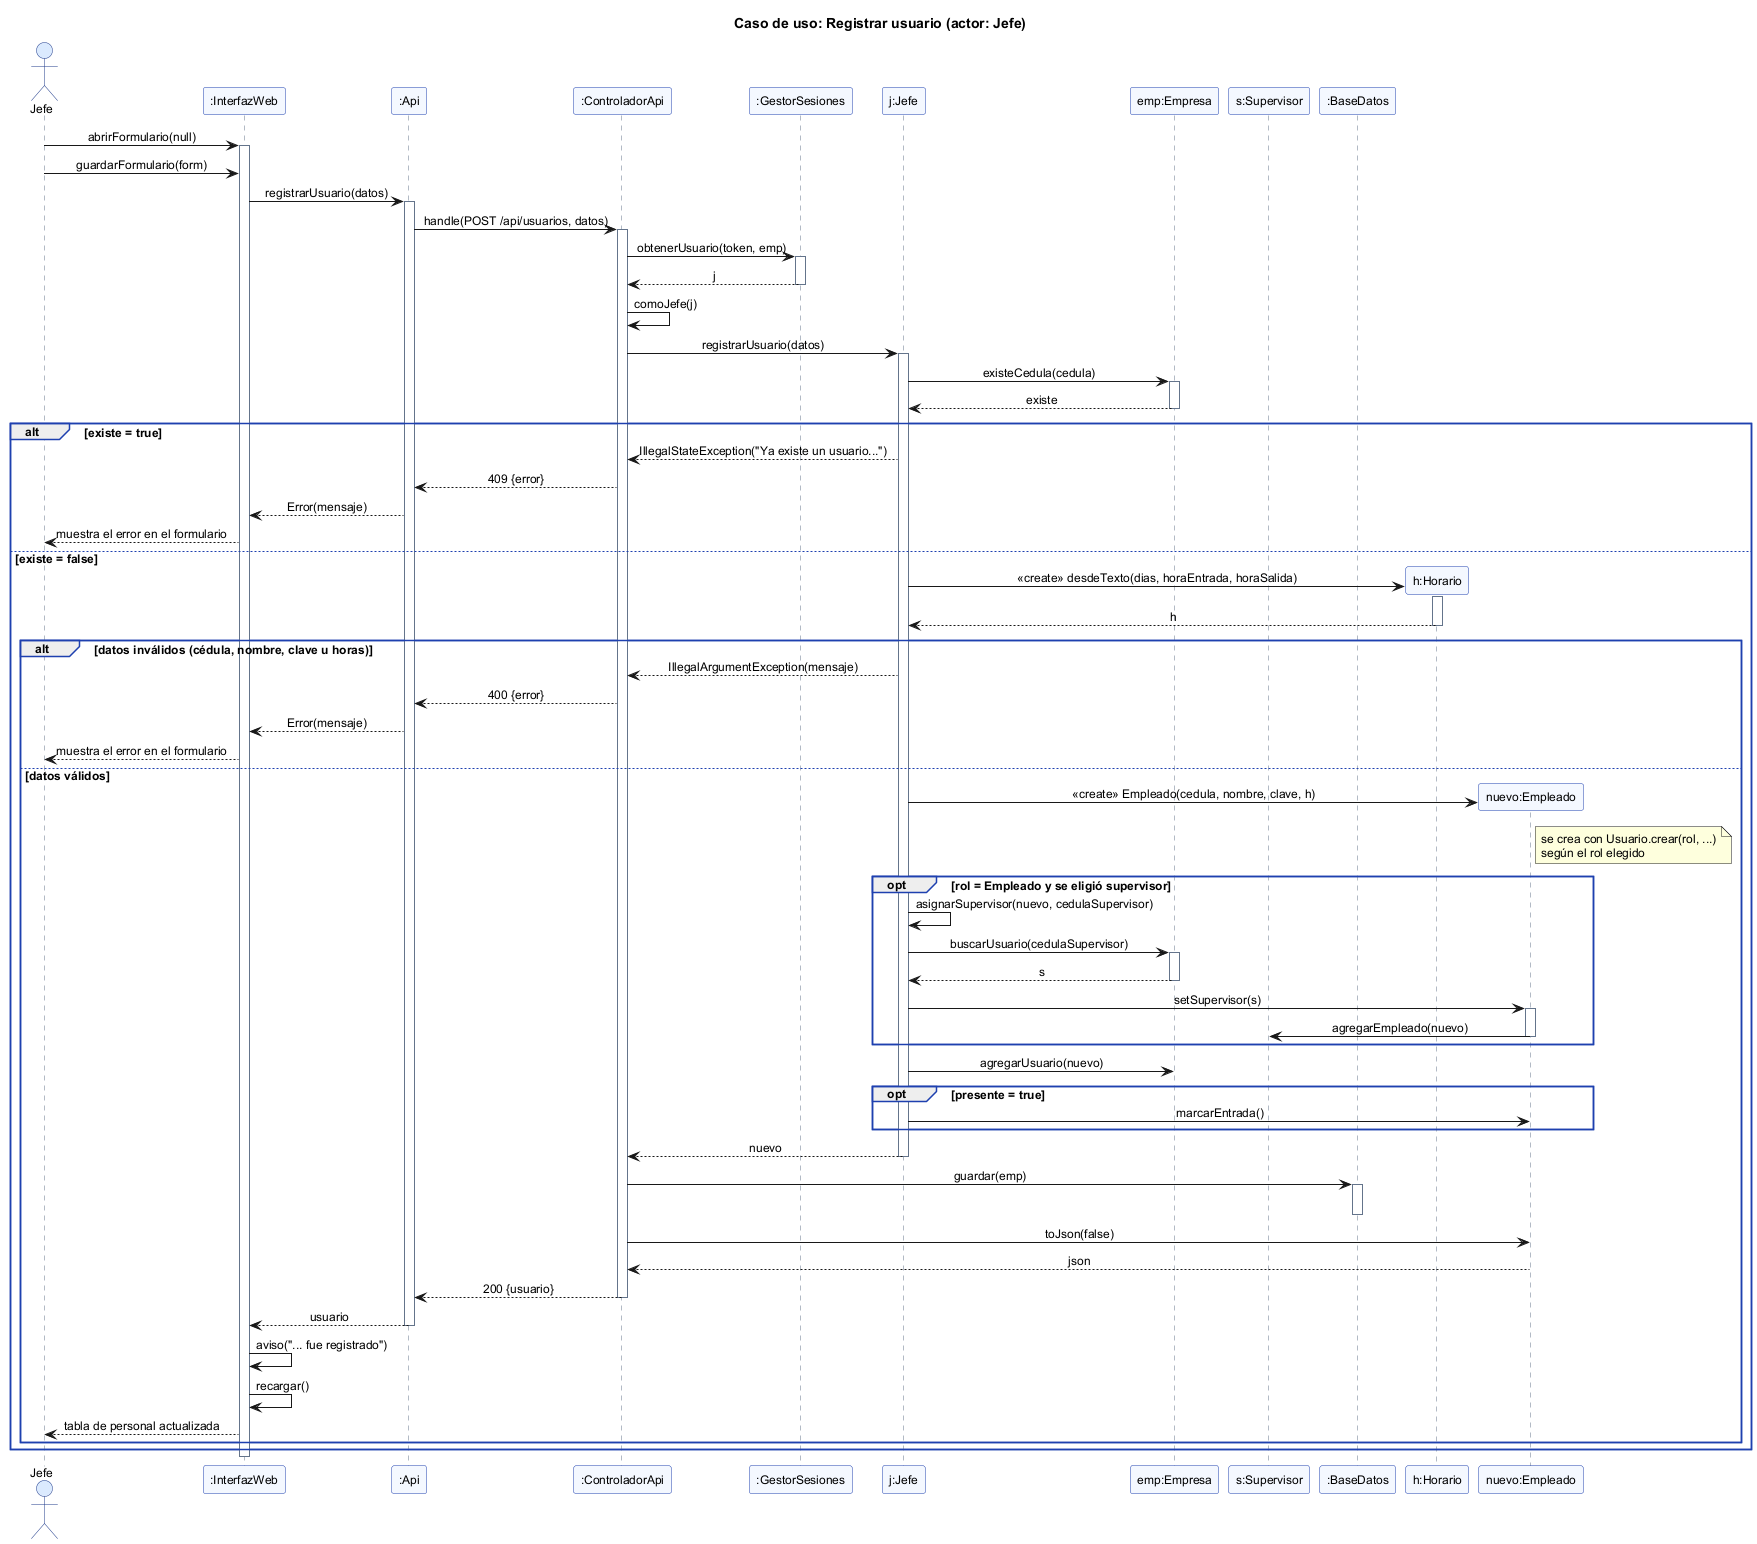 Caso de uso: Registrar usuario (actor: Jefe)
Jefe
:InterfazWeb
:Api
:ControladorApi
:GestorSesiones
j:Jefe
emp:Empresa
s:Supervisor
:BaseDatos
abrirFormulario(null)
guardarFormulario(form)
registrarUsuario(datos)
handle(POST /api/usuarios, datos)
obtenerUsuario(token, emp)
j
comoJefe(j)
registrarUsuario(datos)
existeCedula(cedula)
existe
alt
[existe = true]
IllegalStateException("Ya existe un usuario...")
409 {error}
Error(mensaje)
muestra el error en el formulario
[existe = false]
h:Horario
«create» desdeTexto(dias, horaEntrada, horaSalida)
h
alt
[datos inválidos (cédula, nombre, clave u horas)]
IllegalArgumentException(mensaje)
400 {error}
Error(mensaje)
muestra el error en el formulario
[datos válidos]
«create» Empleado(cedula, nombre, clave, h)
nuevo:Empleado
se crea con Usuario.crear(rol, ...)
según el rol elegido
opt
[rol = Empleado y se eligió supervisor]
asignarSupervisor(nuevo, cedulaSupervisor)
buscarUsuario(cedulaSupervisor)
s
setSupervisor(s)
agregarEmpleado(nuevo)
agregarUsuario(nuevo)
opt
[presente = true]
marcarEntrada()
nuevo
guardar(emp)
toJson(false)
json
200 {usuario}
usuario
aviso("... fue registrado")
recargar()
tabla de personal actualizada
Jefe
:InterfazWeb
:Api
:ControladorApi
:GestorSesiones
j:Jefe
emp:Empresa
s:Supervisor
:BaseDatos
h:Horario
nuevo:Empleado